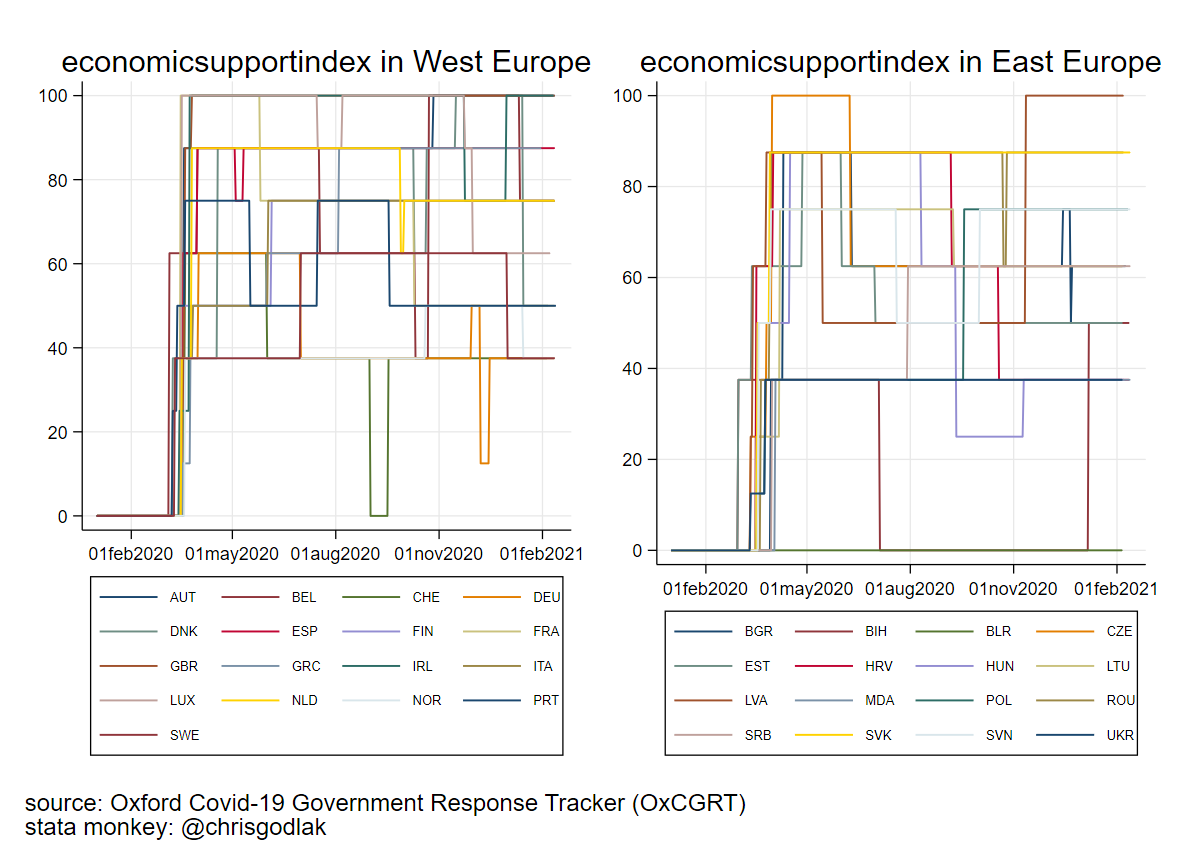 economicsupportindex in West Europe
100
80
60
40
20
0
01feb2020 01may2020 01aug2020 01nov2020 01feb2021
AUT BEL CHE DEU
DNK ESP FIN FRA
GBR GRC IRL ITA
LUX NLD NOR PRT
SWE
economicsupportindex in East Europe
100
80
60
40
20
0
01feb2020 01may2020 01aug2020 01nov2020 01feb2021
BGR BIH BLR CZE
EST HRV HUN LTU
LVA MDA POL ROU
SRB SVK SVN UKR
source: Oxford Covid-19 Government Response Tracker (OxCGRT)
stata monkey: @chrisgodlak